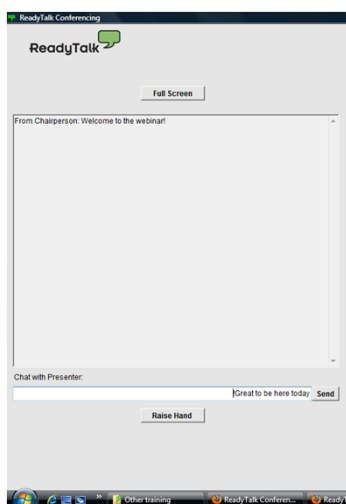 ReadyTalk Conferencing
ReadyTalk
Full Screen
From Chairperson: Welcome to the webinar!
Chat with Presenter:
!Great to be here today
Send
Raise Hand
»
Other training
ReadyTalk Conferen...
Ready